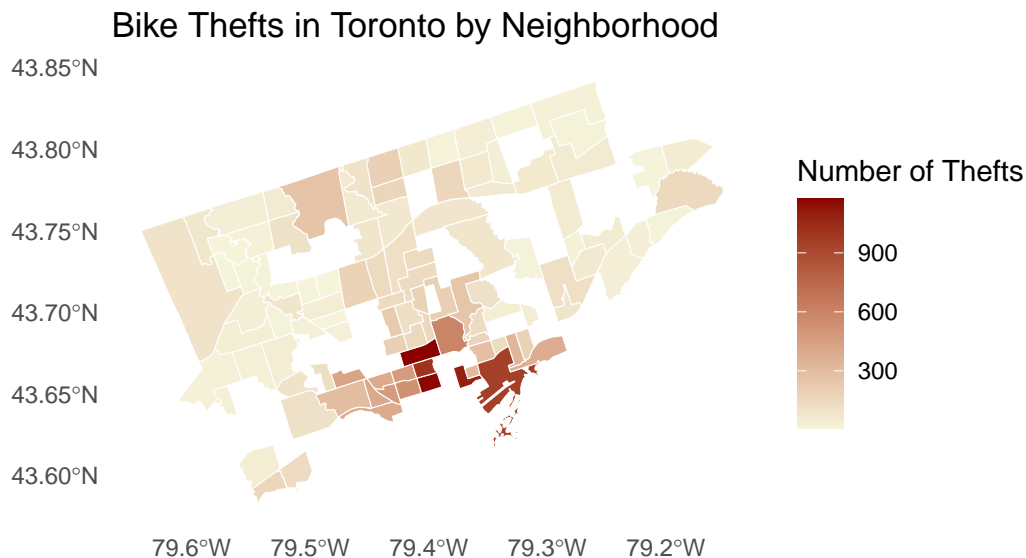 Bike Thefts in Toronto by Neighborhood
43.85°N
43.80°N
43.75°N
43.70°N
43.65°N
43.60°N
79.6°W
79.5°W
79.4°W
79.3°W
79.2°W
Number of Thefts
900
600
300